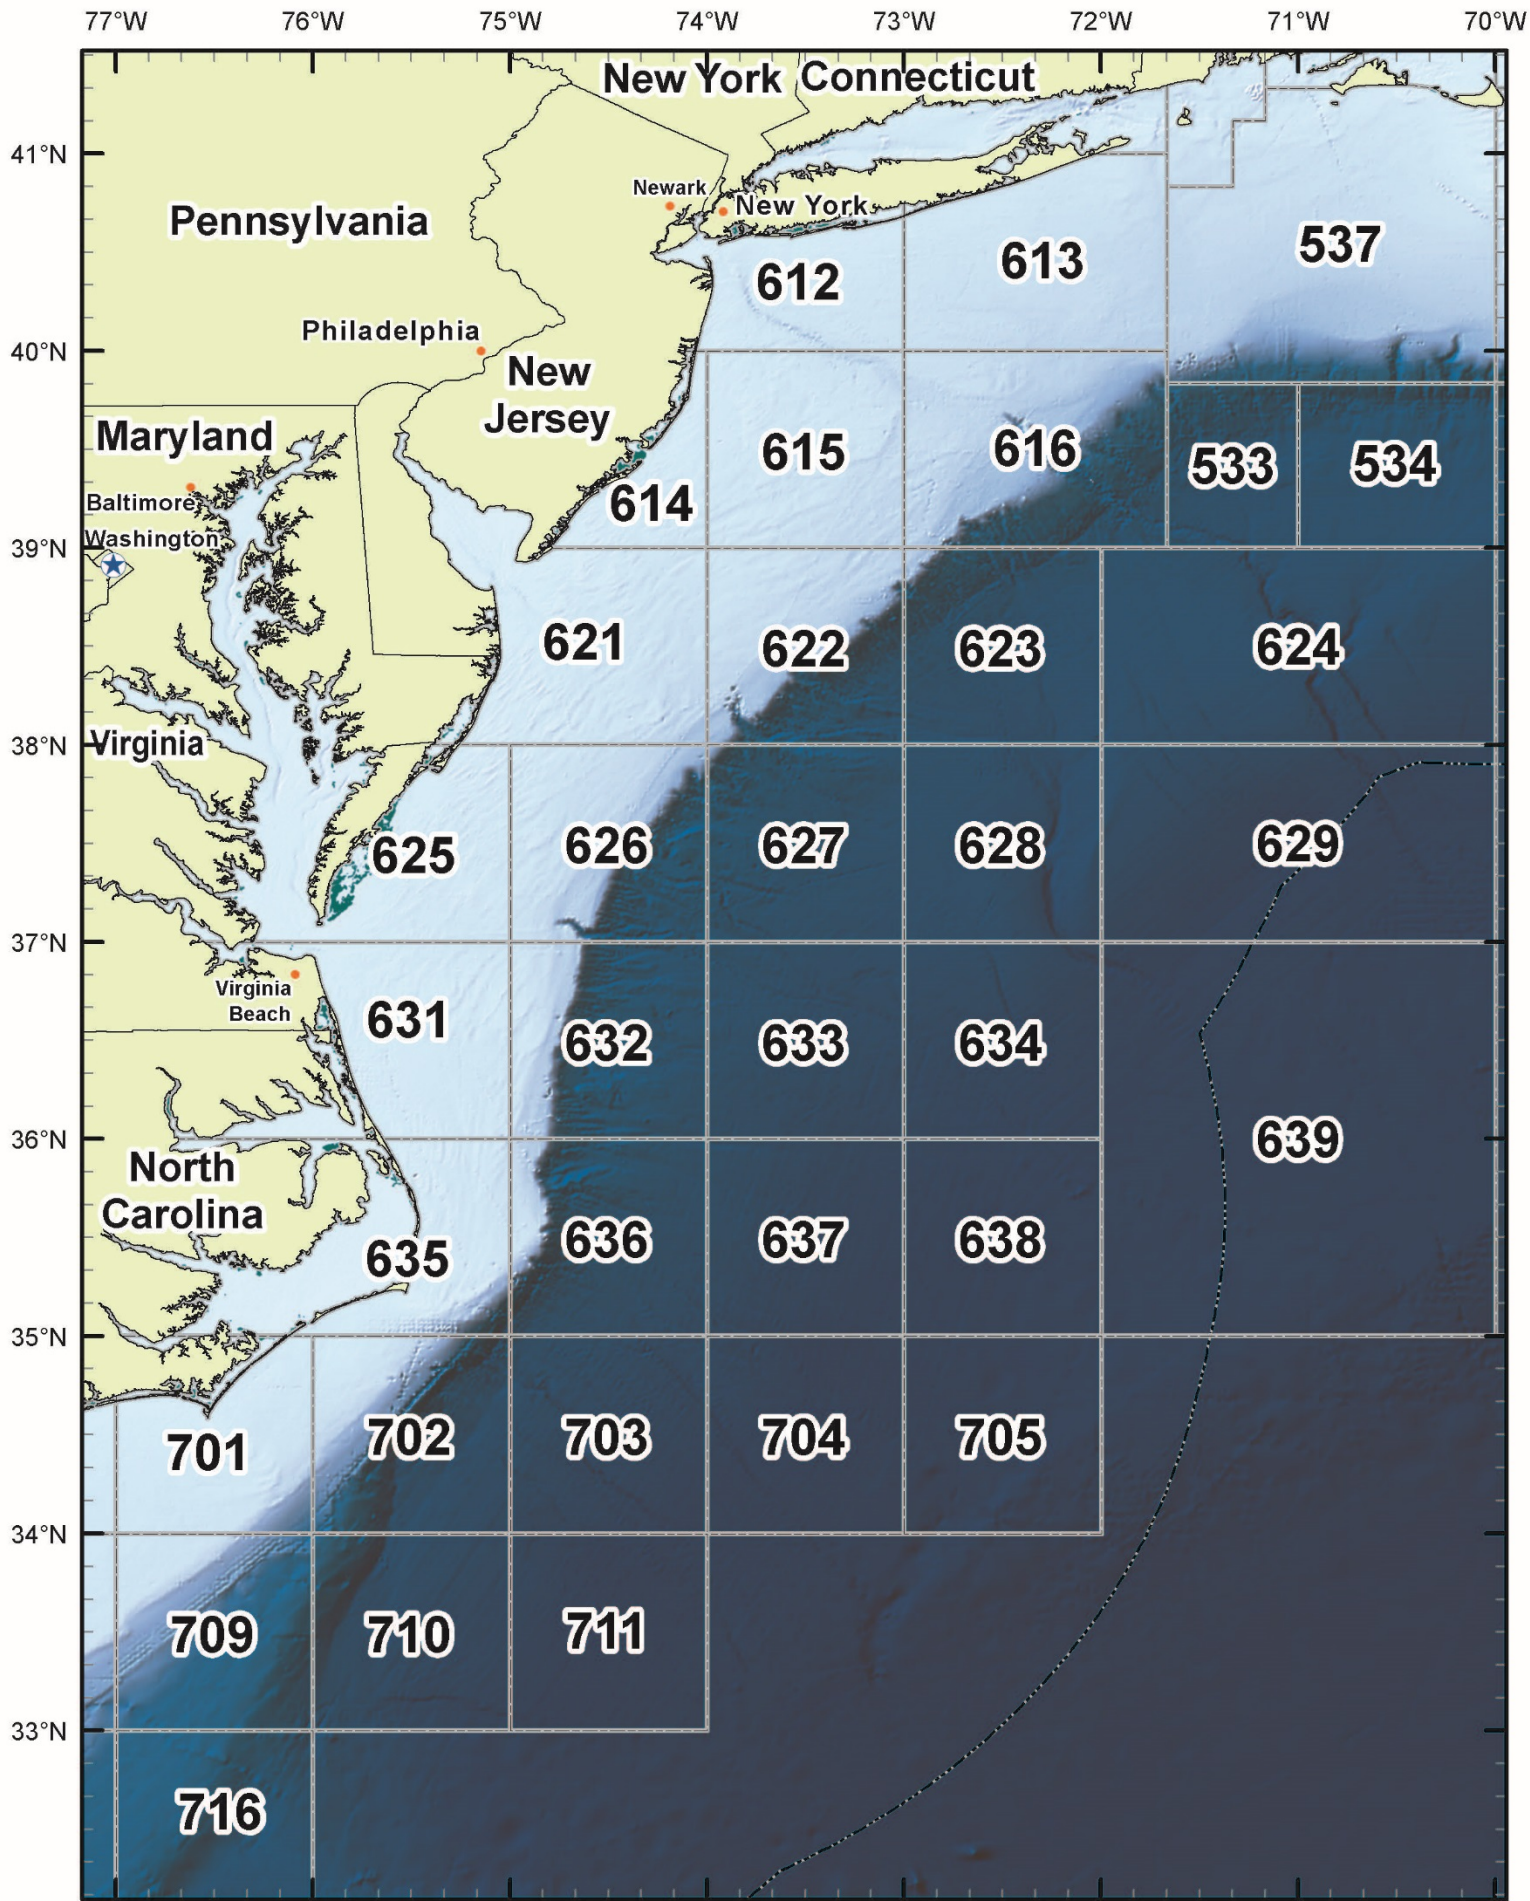 77°W 76°W 75°W 74°W 73°W 72°W 71°W 70°W
New York Connecticut
41°N
Newark
New York
Pennsylvania
537
613
612
Philadelphia
40°N
New
Jersey
Maryland
615
616
533
534
Baltimore
614
Washington
39°N
621
622
623
624
Virginia
38°N
625
626
627
628
629
37°N
Virginia
Beach
631
632
633
634
36°N
639
North
Carolina
635
636
637
638
35°N
701
702
703
704
705
34°N
709
710
711
33°N
716